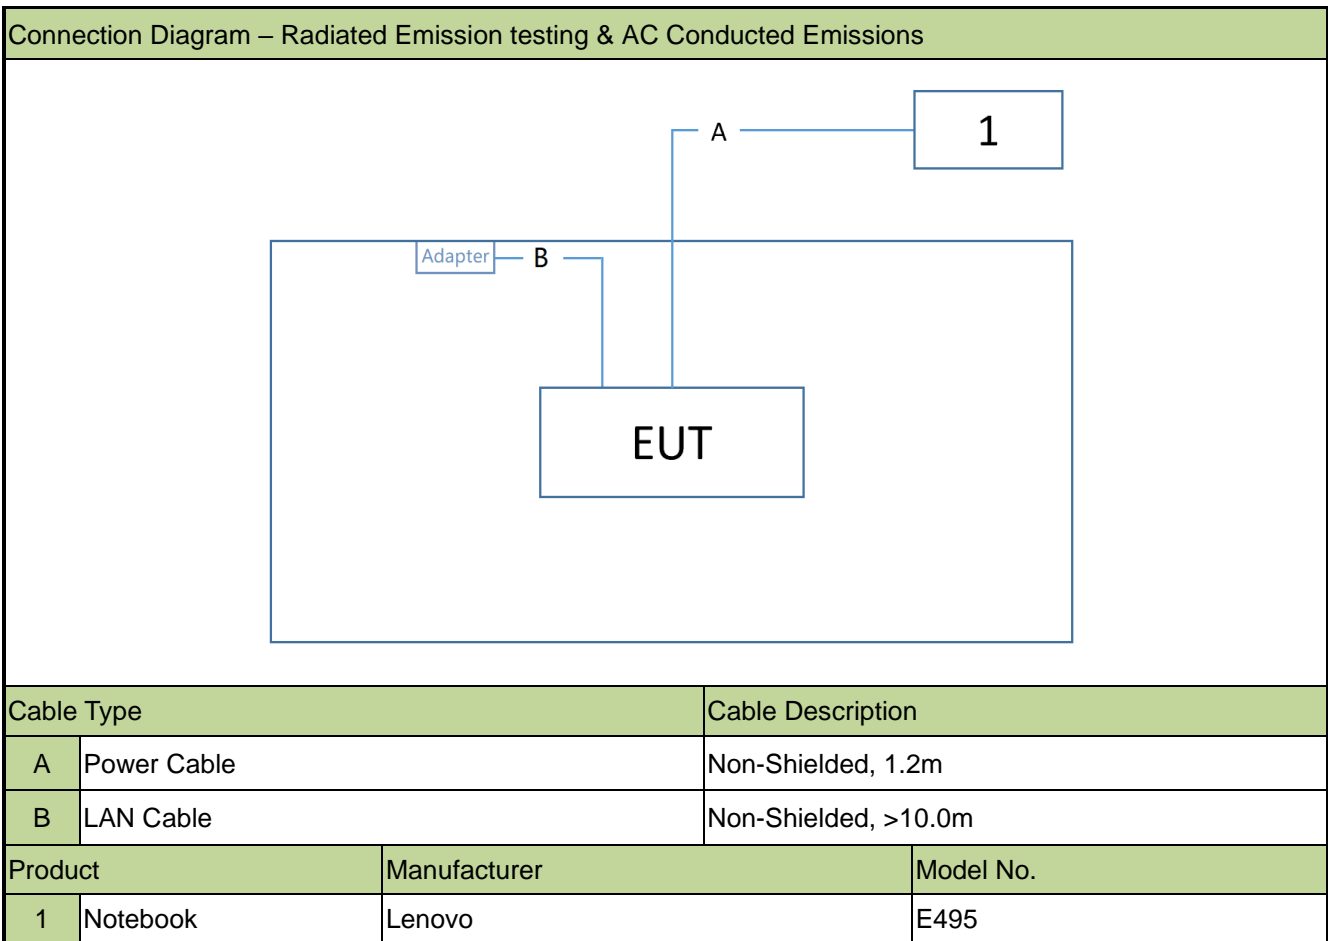 Connection Diagram – Radiated Emission testing & AC Conducted Emissions
A
1
Adapter
B
EUT
Cable Type Cable Description
A Power Cable Non-Shielded, 1.2m
B LAN Cable Non-Shielded, >10.0m
Product Manufacturer Model No.
1 Notebook Lenovo E495